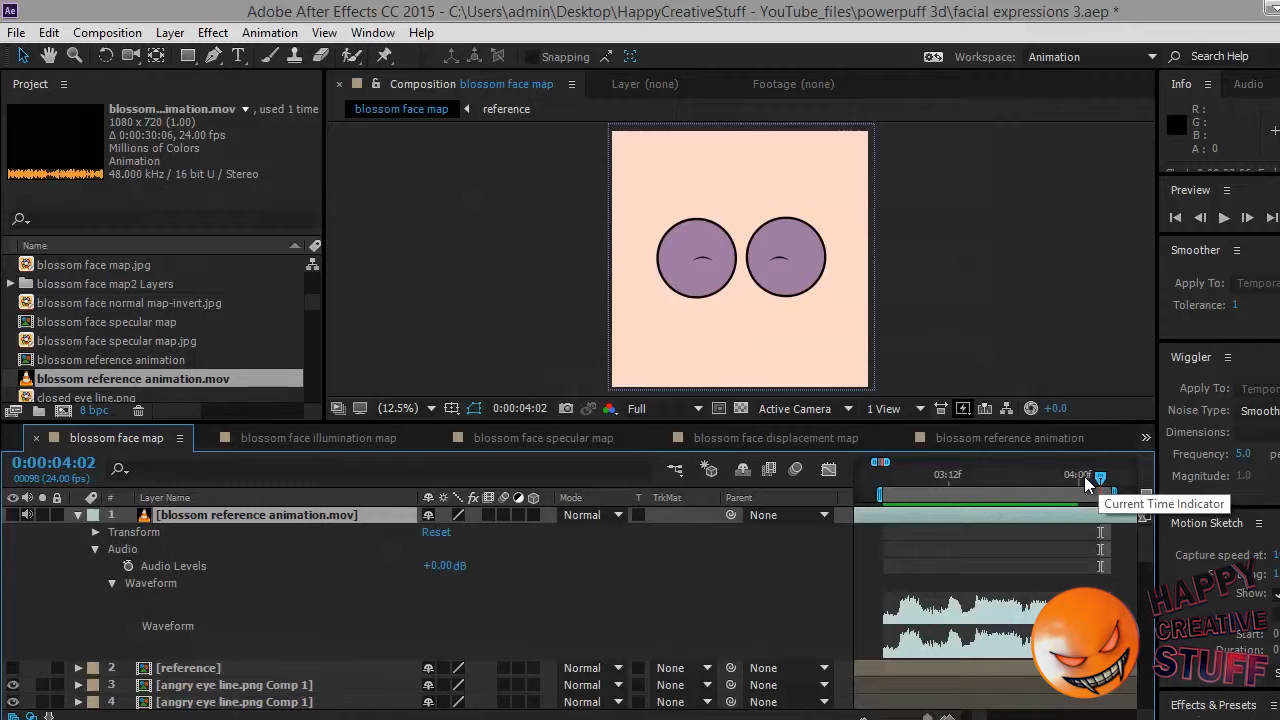 Adobe After Effects CC 2015 - C:\Users\admin\Desktop\HappyCreativeStuff - YouTube_files\powerpuff 3d\facial expressions 3.aep *
File Edit Composition Layer Effect Animation View Window Help
Snapping
Workspace: Animation
Search Help
Project
Composition blossom face map
Layer (none)
Footage (none)
Info
Audio
blossom...imation.mov ▼ , used 1 time
1080 x 720 (1.00)
Δ 0:00:30:06, 24.00 fps
Millions of Colors
Animation
48.000 kHz / 16 bit U / Stereo
blossom face map
reference
R:
G:
B:
A: 0
Preview
Smoother
Apply To: Tempora
Tolerance: 1
Wiggler
Apply To: Tempora
Noise Type: Smooth
Dimensions:
Frequency: 5.0 pe
Magnitude: 1.0
Name
blossom face map.jpg
blossom face map2 Layers
blossom face normal map-invert.jpg
blossom face specular map
blossom face specular map.jpg
blossom reference animation
blossom reference animation.mov
closed eye line.png
8 bpc
(12.5%)
0:00:04:02
Full
Active Camera
1 View
+0.0
blossom face map
blossom face illumination map
blossom face specular map
blossom face displacement map
blossom reference animation
0:00:04:02
00098 (24.00 fps)
03:12f
04:00f
Current Time Indicator
# Layer Name
Mode
T TrkMat
Parent
1 [blossom reference animation.mov] Normal None
Transform Reset
Audio
Audio Levels +0.00dB
Waveform
Waveform
2 [reference] Normal None None
3 [angry eye line.png Comp 1] Normal None None
4 [angry eye line.png Comp 1] Normal None None
Motion Sketch
Capture speed at: 1
Show:
Start: 0
Effects & Presets
HAPPY
CREATIVE
STUFF